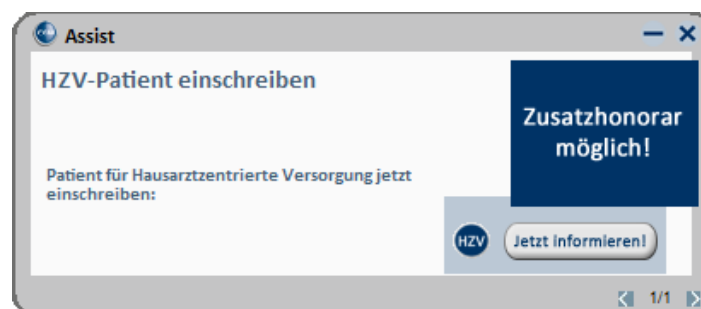 Assist
HZV-Patient einschreiben
Zusatzhonorar
möglich!
Patient für Hausarztzentrierte Versorgung jetzt
einschreiben:
HZV
Jetzt informieren!
1/1